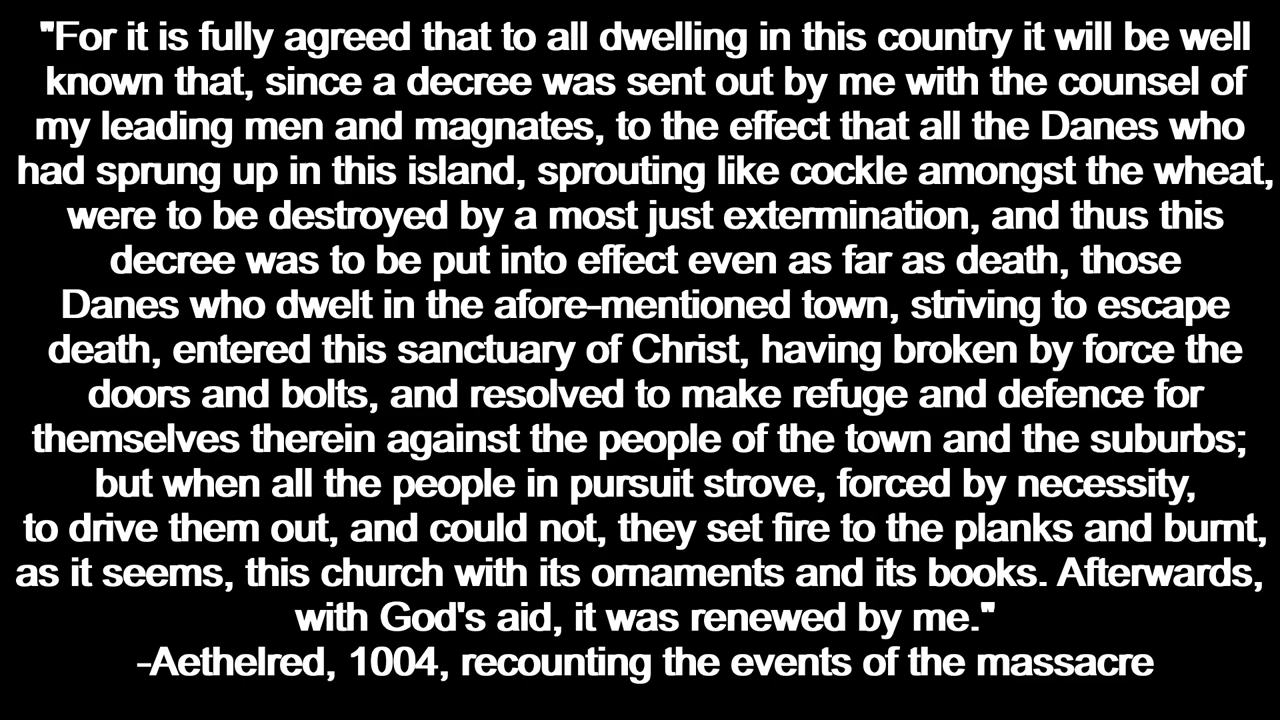 "For it is fully agreed that to all dwelling in this country it will be well
known that, since a decree was sent out by me with the counsel of
my leading men and magnates, to the effect that all the Danes who
had sprung up in this island, sprouting like cockle amongst the wheat,
were to be destroyed by a most just extermination, and thus this
decree was to be put into effect even as far as death, those
Danes who dwelt in the afore-mentioned town, striving to escape
death, entered this sanctuary of Christ, having broken by force the
doors and bolts, and resolved to make refuge and defence for
themselves therein against the people of the town and the suburbs;
but when all the people in pursuit strove, forced by necessity,
to drive them out, and could not, they set fire to the planks and burnt,
as it seems, this church with its ornaments and its books. Afterwards,
with God's aid, it was renewed by me."
-Aethelred, 1004, recounting the events of the massacre